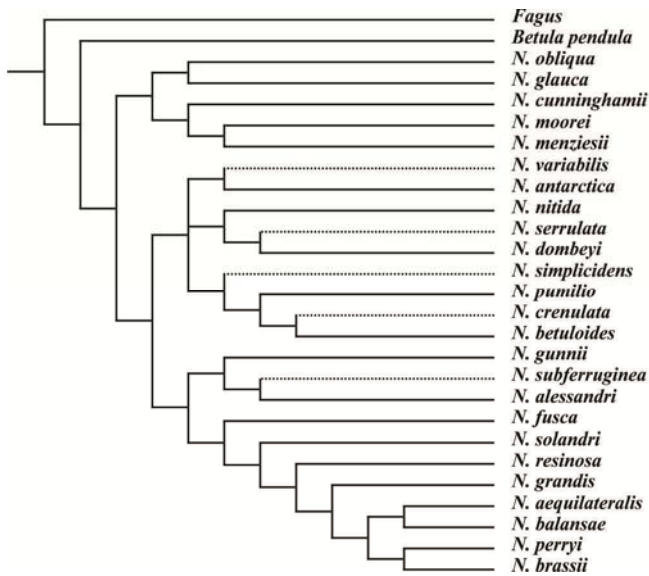 Fagus
Betula pendula
N. obliqua
N. glauca
N. cunninghamii
N. moorei
N. menziesii
N. variabilis
N. antarctica
N. nitida
N. serrulata
N. dombeyi
N. simplicidens
N. pumilio
N. crenulata
N. betuloides
N. gunnii
N. subferruginea
N. alessandri
N. fusca
N. solandri
N. resinosa
N. grandis
N. aequilateralis
N. balansae
N. perryi
N. brassii